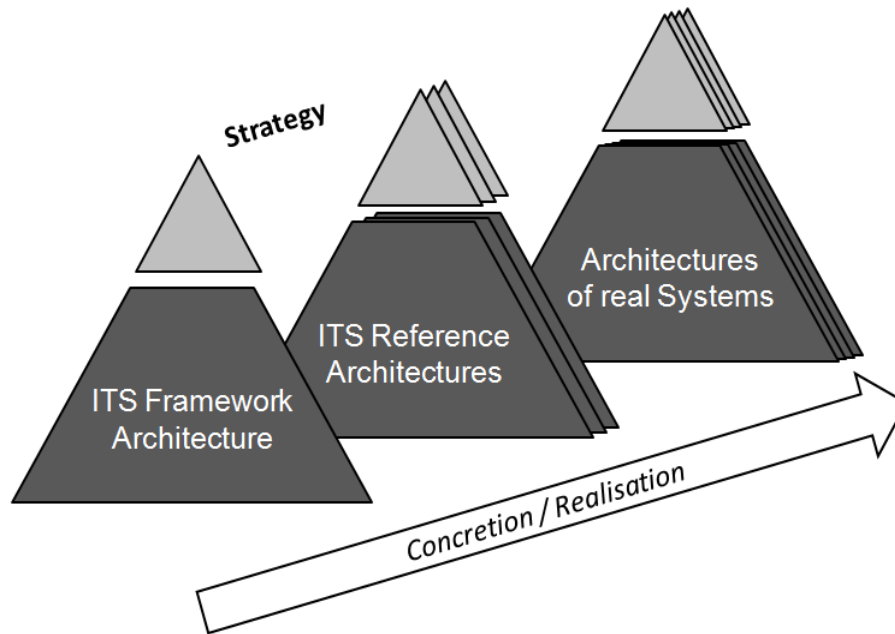 Strategy
Architectures
of real Systems
ITS Reference
Architectures
ITS Framework
Architecture
Concretion / Realisation